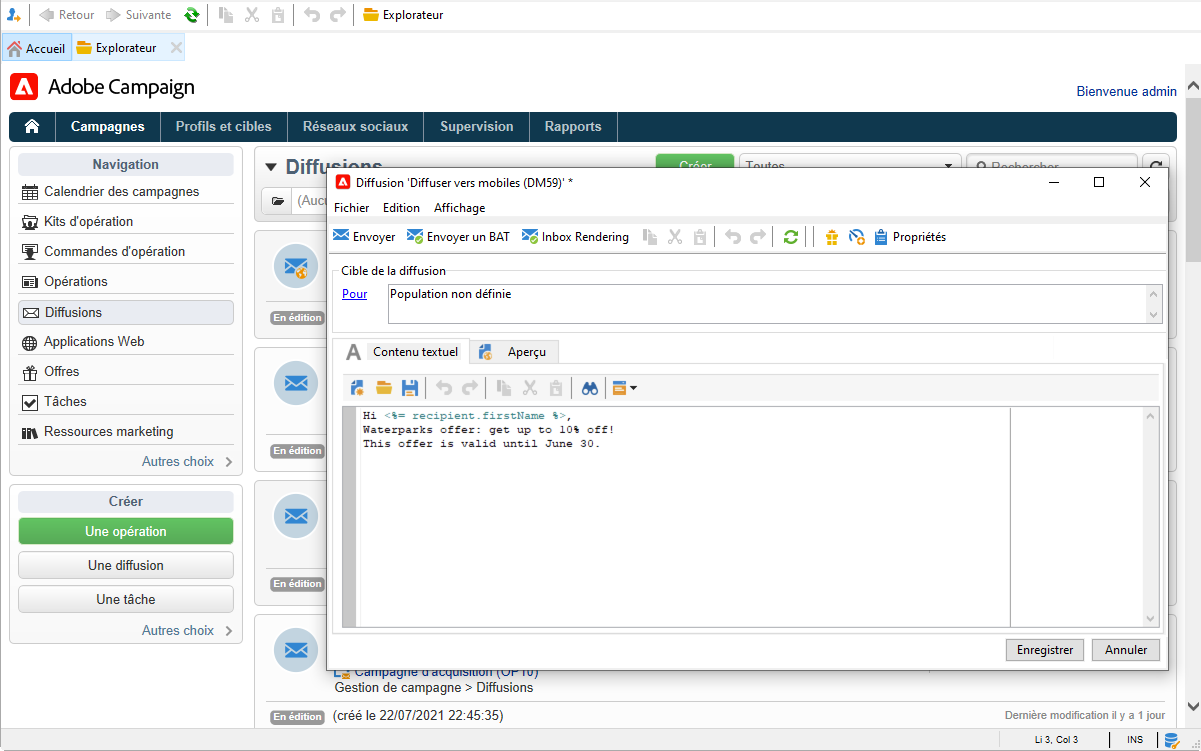 Retour Suivante Explorateur
Accueil Explorateur
Adobe Campaign
Bienvenue admin
Campagnes Profils et cibles Réseaux sociaux Supervision Rapports
Navigation
Calendrier des campagnes
Kits d'opération
Commandes d'opération
Opérations
Diffusions
Applications Web
Offres
Tâches
Ressources marketing
Autres choix
Créer
Une opération
Une diffusion
Une tâche
Autres choix
Diffusions Créer Toutes Rechercher
(Aucu
En édition
En édition
En édition
Diffusion 'Diffuser vers mobiles (DM59)' *
Fichier Edition Affichage
Envoyer Envoyer un BAT Inbox Rendering Propriétés
Cible de la diffusion
Pour Population non définie
A Contenu textuel Aperçu
Hi <%= recipient.firstName %>,
Waterparks offer: get up to 10% off!
This offer is valid until June 30.
Enregistrer Annuler
Campagne d'acquisition (OP10)
Gestion de campagne > Diffusions
En édition (créé le 22/07/2021 22:45:35) Dernière modification il y a 1 jour
Li 3, Col 3 INS